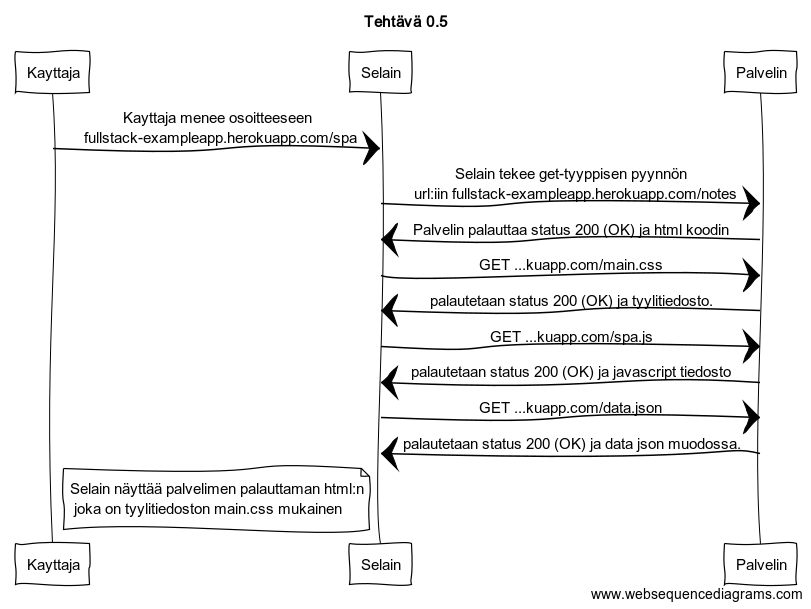 Tehtävä 0.5
Kayttaja
Selain
Palvelin
Kayttaja menee osoitteeseen
fullstack-exampleapp.herokuapp.com/spa
Selain tekee get-tyyppisen pyynnön
url:iin fullstack-exampleapp.herokuapp.com/notes
Palvelin palauttaa status 200 (OK) ja html koodin
GET ...kuapp.com/main.css
palautetaan status 200 (OK) ja tyylitiedosto.
GET ...kuapp.com/spa.js
palautetaan status 200 (OK) ja javascript tiedosto
GET ...kuapp.com/data.json
palautetaan status 200 (OK) ja data json muodossa.
Selain näyttää palvelimen palauttaman html:n
joka on tyylitiedoston main.css mukainen
Kayttaja
Selain
Palvelin
www.websequencediagrams.com